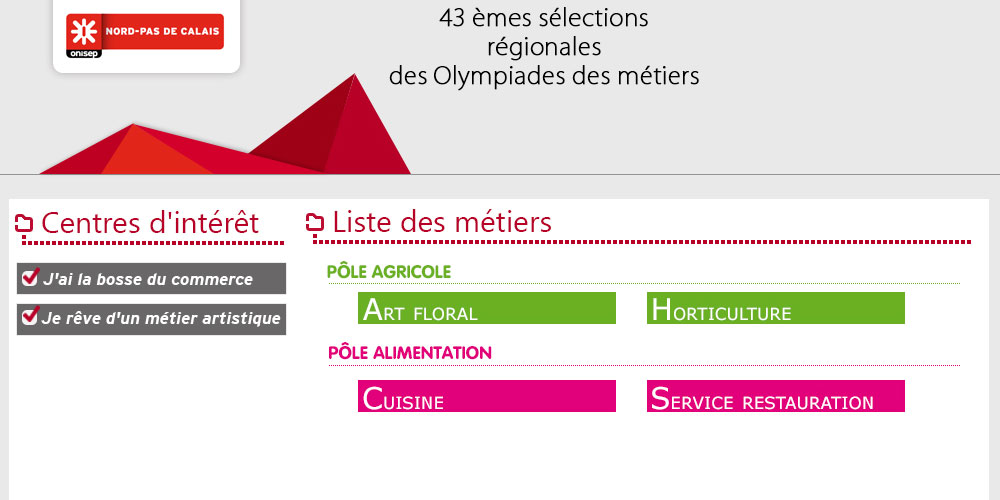 NORD-PAS DE CALAIS
onisep
43 èmes sélections
régionales
des Olympiades des métiers
Centres d'intérêt
J'ai la bosse du commerce
Je rêve d'un métier artistique
Liste des métiers
PÔLE AGRICOLE
ART FLORAL
HORTICULTURE
PÔLE ALIMENTATION
CUISINE
SERVICE RESTAURATION